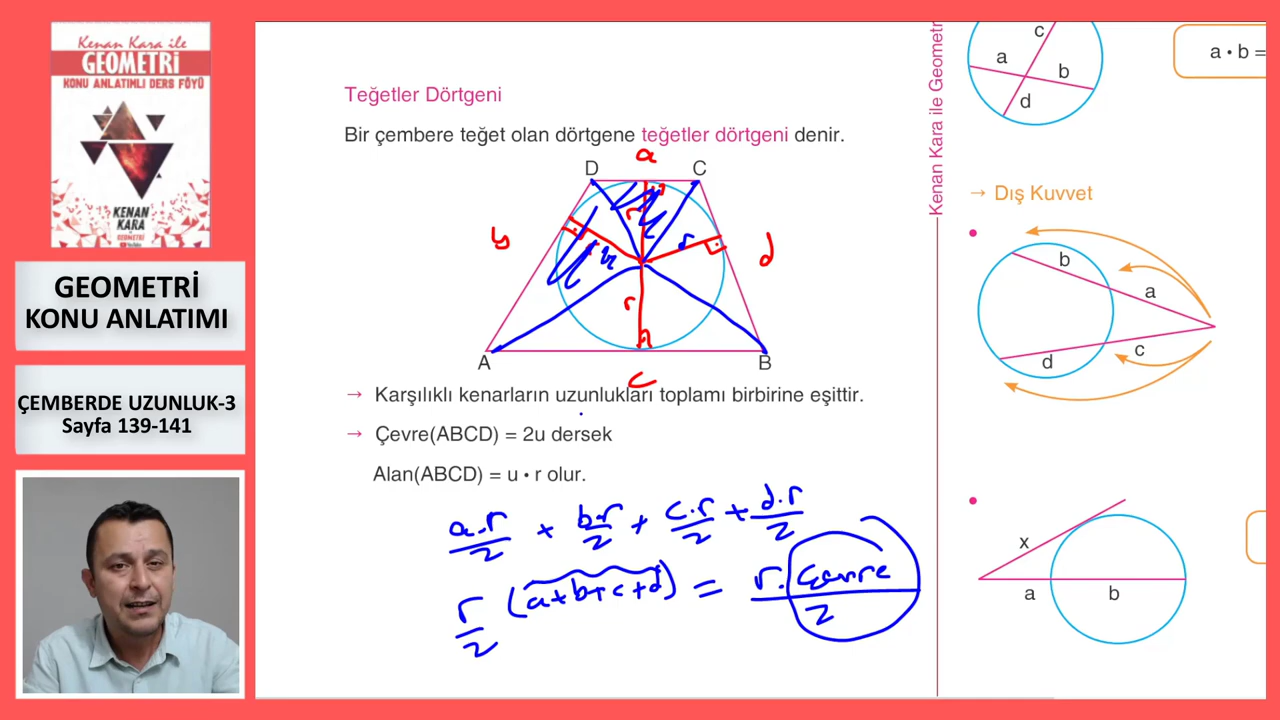 Kenan Kara ile
GEOMETRİ
KONU ANLATIMLI DERS FÖYÜ
KENAN
KARA
GEOMETRİ KONU ANLATIMI
ÇEMBERDE UZUNLUK-3
Sayfa 139-141
Teğetler Dörtgeni
Bir çembere teğet olan dörtgene teğetler dörtgeni denir.
a
D C
b d
r r
r
A B
c
→ Karşılıklı kenarların uzunlukları toplamı birbirine eşittir.
→ Çevre(ABCD) = 2u dersek
Alan(ABCD) = u • r olur.
a.r/2 + b.r/2 + c.r/2 + d.r/2
r/2 (a+b+c+d) = r.Çevre/2
Kenan Kara ile Geometr
c
a b
d
a • b =
→ Dış Kuvvet
b
a
c
d
x
a b